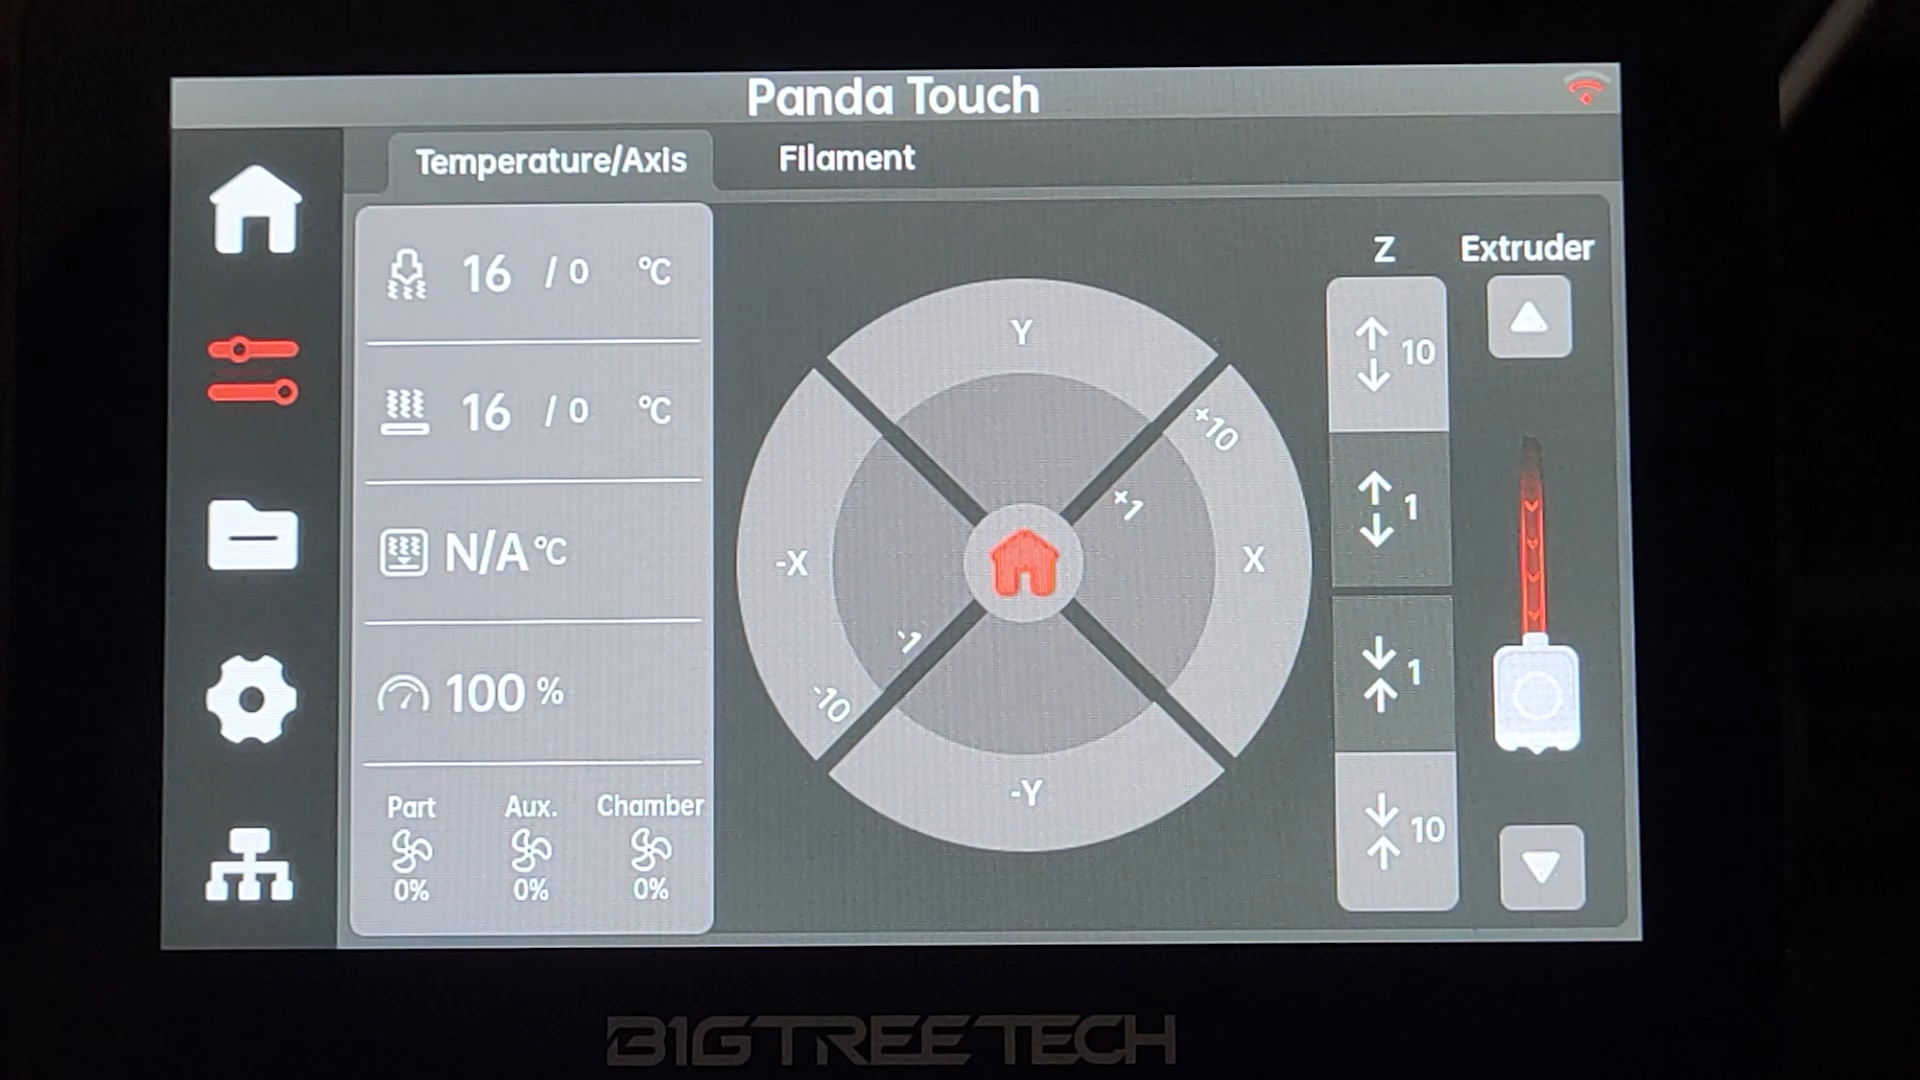 Panda Touch
Temperature/Axis
Filament
16 / 0 °C
16 / 0 °C
N/A °C
100 %
Part Aux. Chamber
0% 0% 0%
Y
+10
+1
-X
X
-1
-10
-Y
Z
10
1
1
10
Extruder
BIGTREETECH